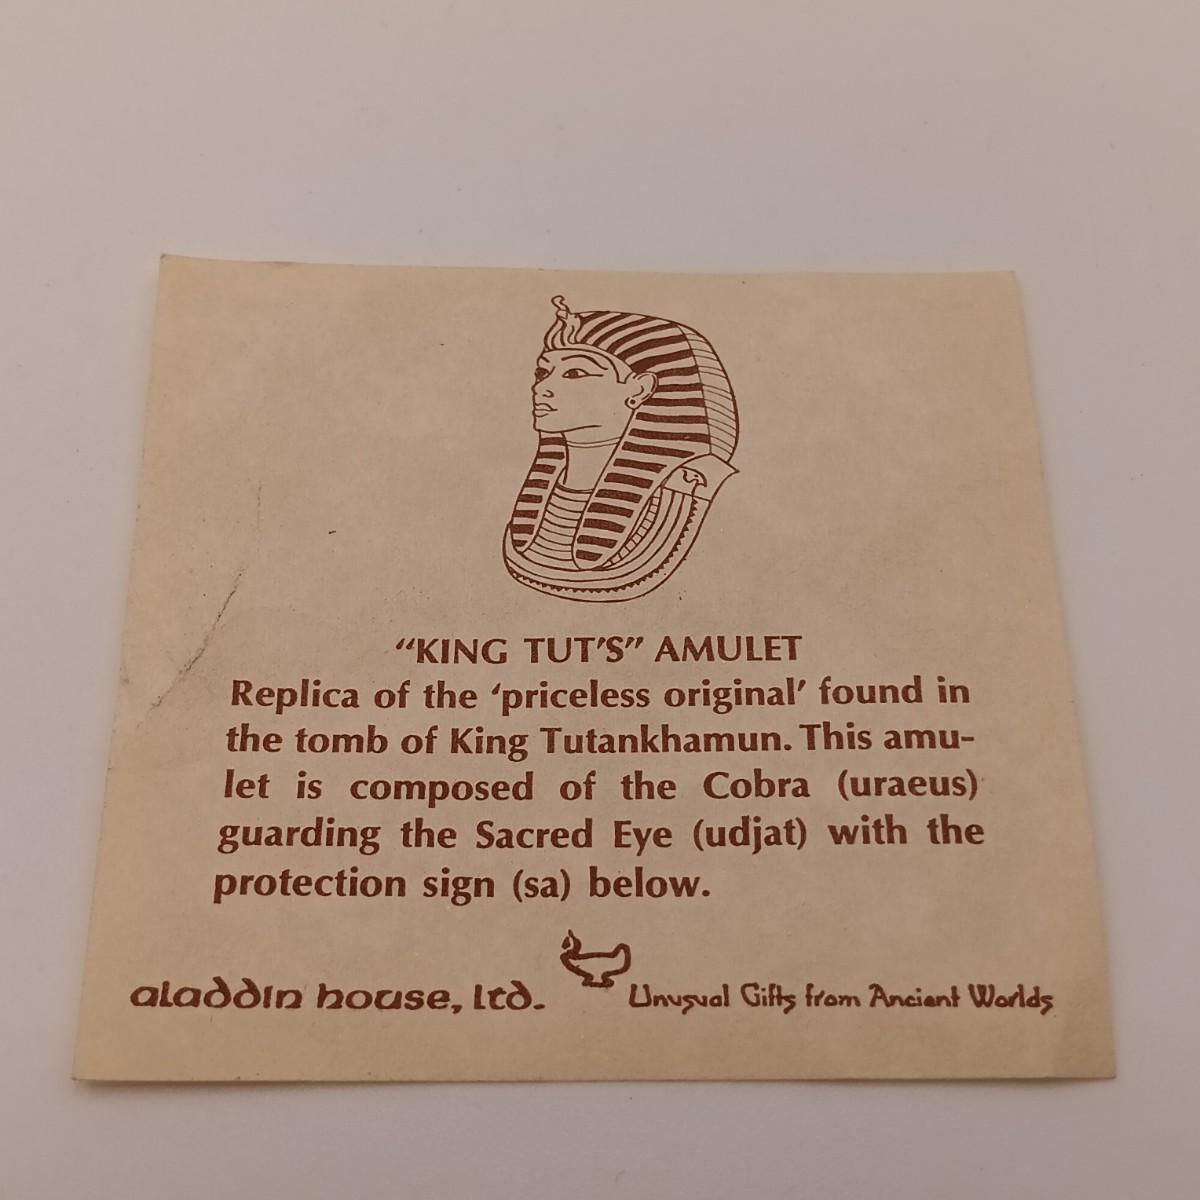 “KING TUT’S” AMULET
Replica of the ‘priceless original’ found in
the tomb of King Tutankhamun. This amu-
let is composed of the Cobra (uraeus)
guarding the Sacred Eye (udjat) with the
protection sign (sa) below.
aladdin house, ltd.
Unusual Gifts from Ancient Worlds